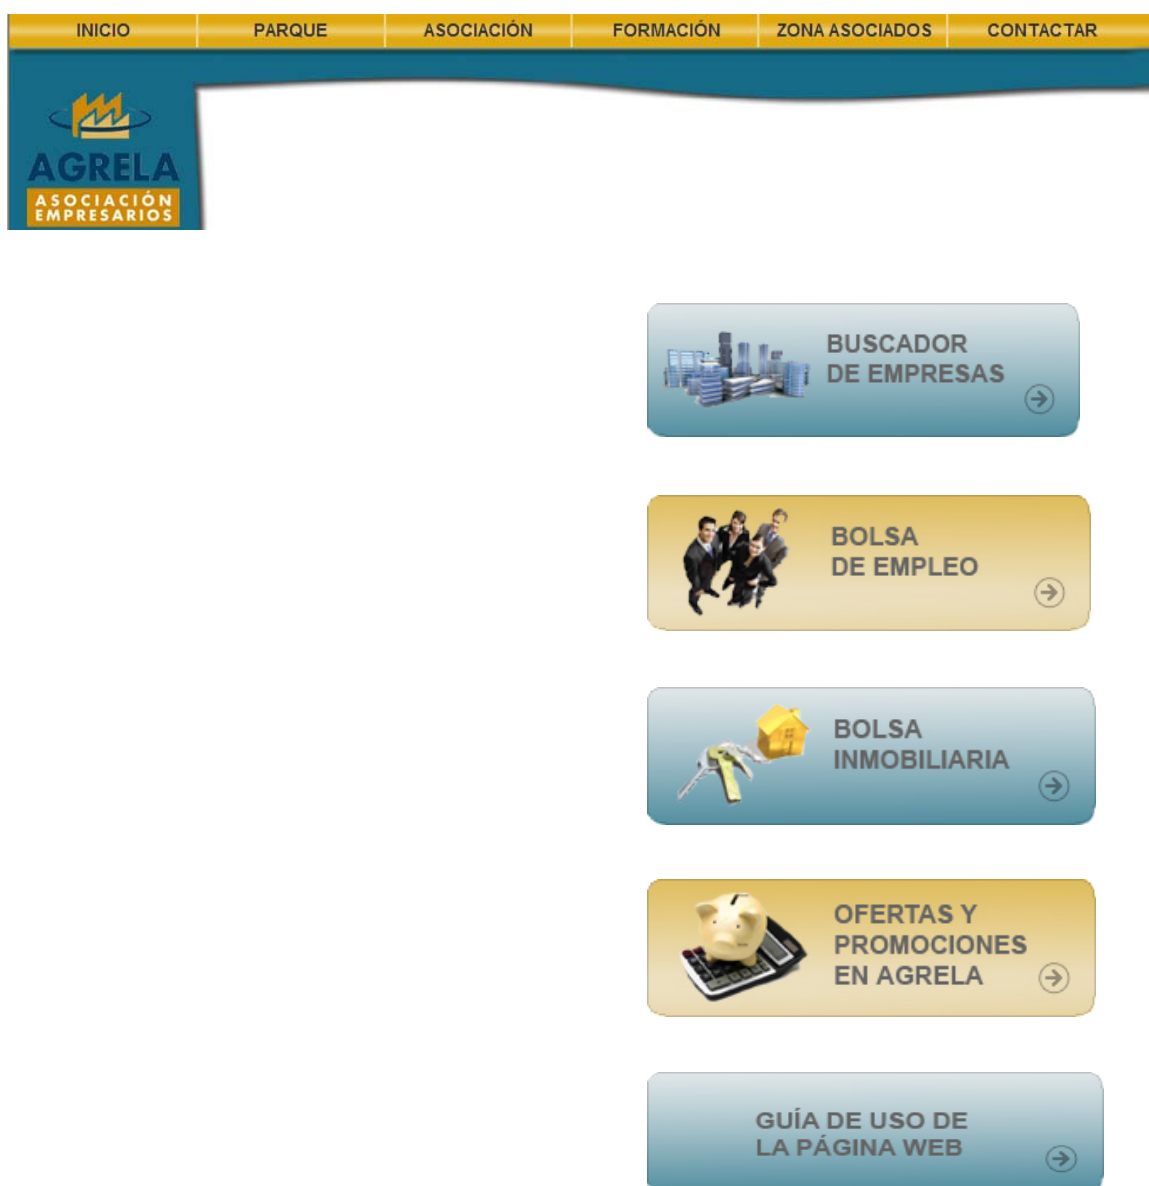 INICIO PARQUE ASOCIACIÓN FORMACIÓN ZONA ASOCIADOS CONTACTAR
AGRELA
ASOCIACIÓN
EMPRESARIOS
BUSCADOR
DE EMPRESAS
BOLSA
DE EMPLEO
BOLSA
INMOBILIARIA
OFERTAS Y
PROMOCIONES
EN AGRELA
GUÍA DE USO DE
LA PÁGINA WEB